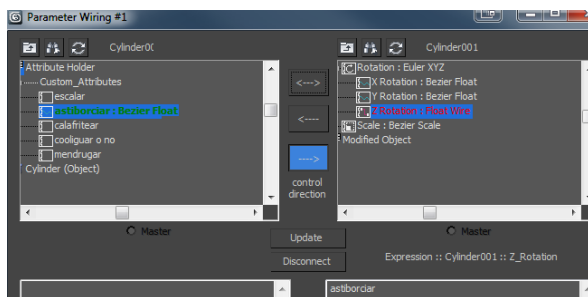 Parameter Wiring #1
Cylinder0(
Attribute Holder
Custom_Attributes
escalar
astiborciar : Bezier Float
calafritear
cooliguar o no
mendrugar
Cylinder (Object)
<--->
<----
---->
control
direction
Cylinder001
Rotation : Euler XYZ
X Rotation : Bezier Float
Y Rotation : Bezier Float
Z Rotation : Float Wire
Scale : Bezier Scale
Modified Object
Master
Master
Update
Disconnect
Expression :: Cylinder001 :: Z_Rotation
astiborciar